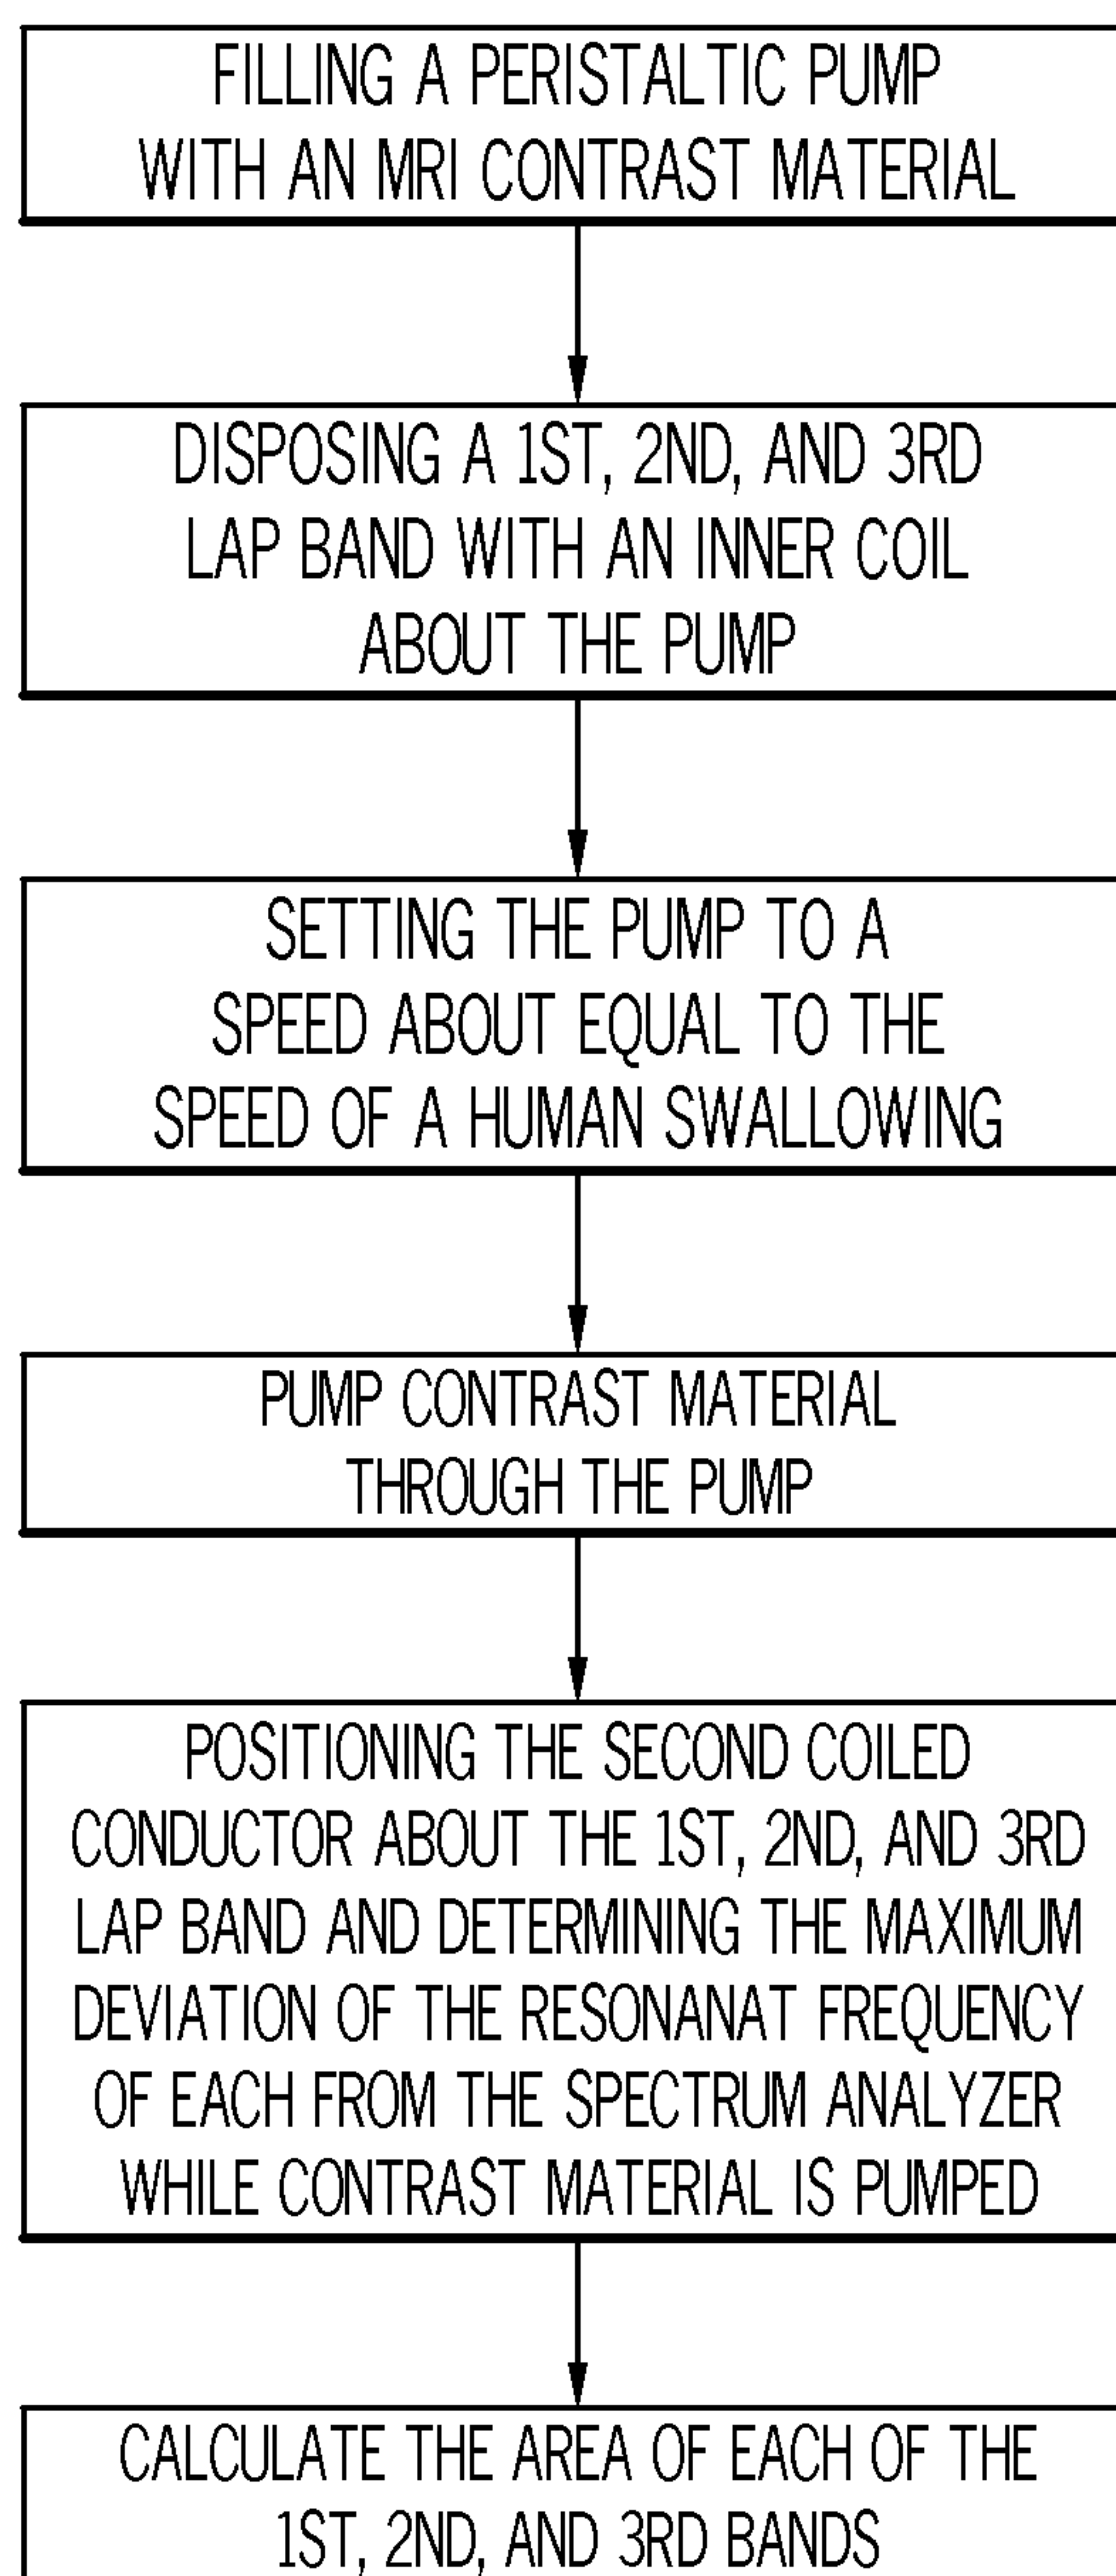 FILLING A PERISTALTIC PUMP
WITH AN MRI CONTRAST MATERIAL
DISPOSING A 1ST, 2ND, AND 3RD
LAP BAND WITH AN INNER COIL
ABOUT THE PUMP
SETTING THE PUMP TO A
SPEED ABOUT EQUAL TO THE
SPEED OF A HUMAN SWALLOWING
PUMP CONTRAST MATERIAL
THROUGH THE PUMP
POSITIONING THE SECOND COILED
CONDUCTOR ABOUT THE 1ST, 2ND, AND 3RD
LAP BAND AND DETERMINING THE MAXIMUM
DEVIATION OF THE RESONANAT FREQUENCY
OF EACH FROM THE SPECTRUM ANALYZER
WHILE CONTRAST MATERIAL IS PUMPED
CALCULATE THE AREA OF EACH OF THE
1ST, 2ND, AND 3RD BANDS